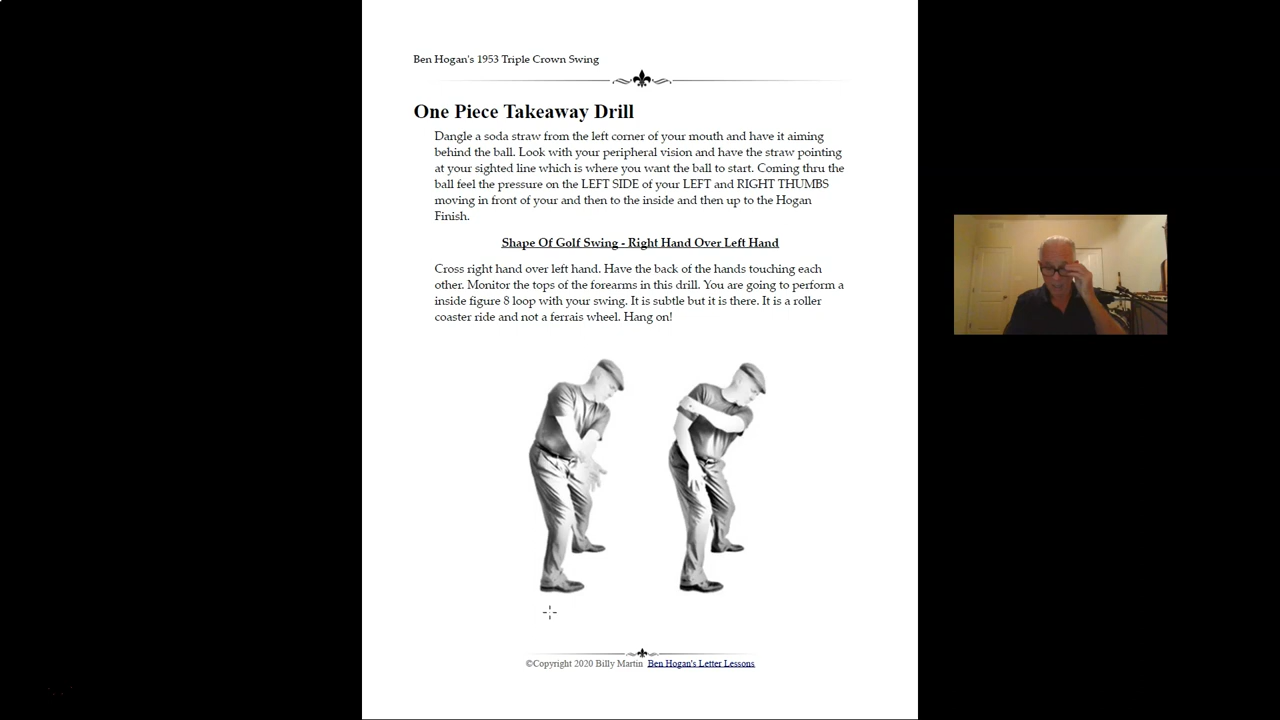 Ben Hogan's 1953 Triple Crown Swing
One Piece Takeaway Drill
Dangle a soda straw from the left corner of your mouth and have it aiming
behind the ball. Look with your peripheral vision and have the straw pointing
at your sighted line which is where you want the ball to start. Coming thru the
ball feel the pressure on the LEFT SIDE of your LEFT and RIGHT THUMBS
moving in front of your and then to the inside and then up to the Hogan
Finish.
Shape Of Golf Swing - Right Hand Over Left Hand
Cross right hand over left hand. Have the back of the hands touching each
other. Monitor the tops of the forearms in this drill. You are going to perform a
inside figure 8 loop with your swing. It is subtle but it is there. It is a roller
coaster ride and not a ferrais wheel. Hang on!
©Copyright 2020 Billy Martin Ben Hogan's Letter Lessons